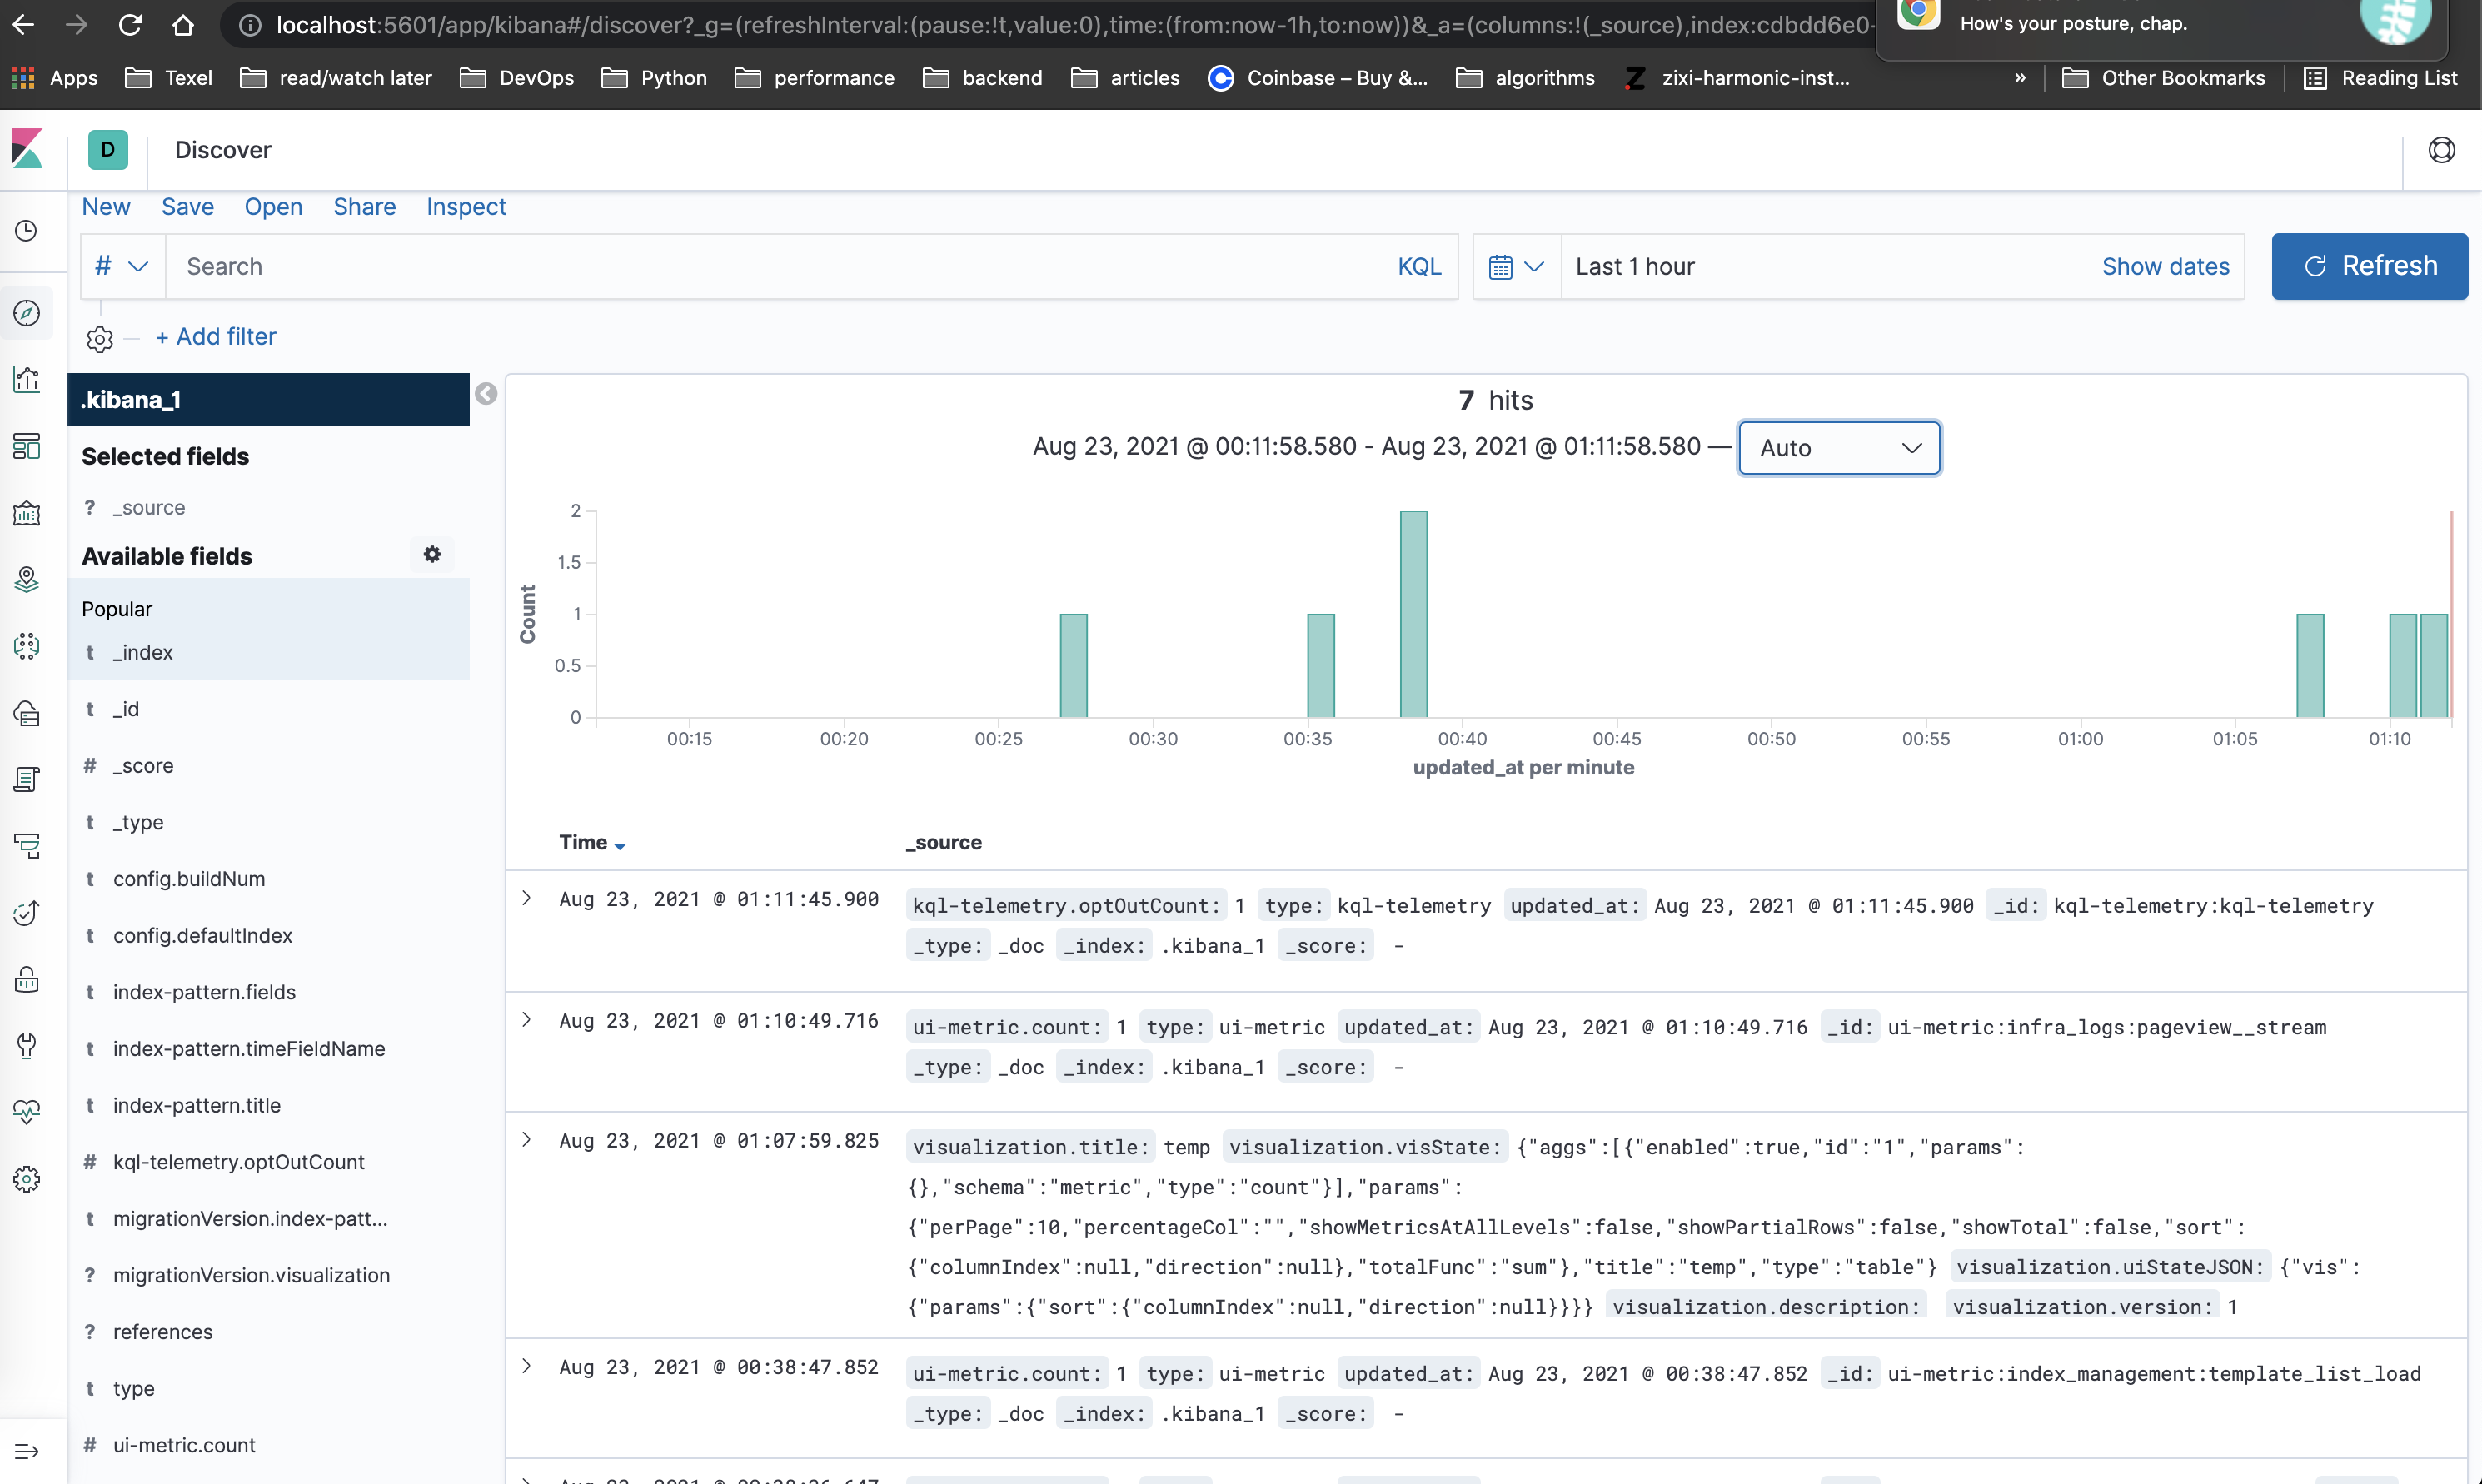 localhost:5601/app/kibana#/discover?_g=(refreshInterval:(pause:!t,value:0),time:(from:now-1h,to:now))&_a=(columns:!(_source),index:cdbdd6e0-
How's your posture, chap.
Apps Texel read/watch later DevOps Python performance backend articles Coinbase – Buy &... algorithms zixi-harmonic-inst... » Other Bookmarks Reading List
D Discover
New Save Open Share Inspect
# Search KQL Last 1 hour Show dates Refresh
+ Add filter
.kibana_1
Selected fields
? _source
Available fields
Popular
t _index
t _id
# _score
t _type
t config.buildNum
t config.defaultIndex
t index-pattern.fields
t index-pattern.timeFieldName
t index-pattern.title
# kql-telemetry.optOutCount
t migrationVersion.index-patt...
? migrationVersion.visualization
? references
t type
# ui-metric.count
7 hits
Aug 23, 2021 @ 00:11:58.580 - Aug 23, 2021 @ 01:11:58.580 — Auto
Count
2
1.5
1
0.5
0
00:15 00:20 00:25 00:30 00:35 00:40 00:45 00:50 00:55 01:00 01:05 01:10
updated_at per minute
Time _source
Aug 23, 2021 @ 01:11:45.900 kql-telemetry.optOutCount: 1 type: kql-telemetry updated_at: Aug 23, 2021 @ 01:11:45.900 _id: kql-telemetry:kql-telemetry
_type: _doc _index: .kibana_1 _score: -
Aug 23, 2021 @ 01:10:49.716 ui-metric.count: 1 type: ui-metric updated_at: Aug 23, 2021 @ 01:10:49.716 _id: ui-metric:infra_logs:pageview__stream
_type: _doc _index: .kibana_1 _score: -
Aug 23, 2021 @ 01:07:59.825 visualization.title: temp visualization.visState: {"aggs":[{"enabled":true,"id":"1","params":
{},"schema":"metric","type":"count"}],"params":
{"perPage":10,"percentageCol":"","showMetricsAtAllLevels":false,"showPartialRows":false,"showTotal":false,"sort":
{"columnIndex":null,"direction":null},"totalFunc":"sum"},"title":"temp","type":"table"} visualization.uiStateJSON: {"vis":
{"params":{"sort":{"columnIndex":null,"direction":null}}}} visualization.description: visualization.version: 1
Aug 23, 2021 @ 00:38:47.852 ui-metric.count: 1 type: ui-metric updated_at: Aug 23, 2021 @ 00:38:47.852 _id: ui-metric:index_management:template_list_load
_type: _doc _index: .kibana_1 _score: -